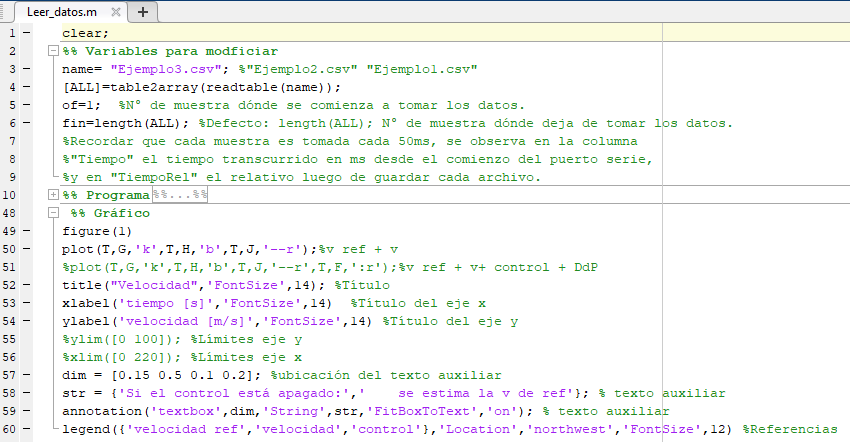 Leer_datos.m
1 clear;
2 %% Variables para modficiar
3 name= "Ejemplo3.csv"; %"Ejemplo2.csv" "Ejemplo1.csv"
4 [ALL]=table2array(readtable(name));
5 of=1;  %N° de muestra dónde se comienza a tomar los datos.
6 fin=length(ALL); %Defecto: length(ALL); N° de muestra dónde deja de tomar los datos.
7 %Recordar que cada muestra es tomada cada 50ms, se observa en la columna
8 %"Tiempo" el tiempo transcurrido en ms desde el comienzo del puerto serie,
9 %y en "TiempoRel" el relativo luego de guardar cada archivo.
10 %% Programa %%...%%
48 %% Gráfico
49 figure(1)
50 plot(T,G,'k',T,H,'b',T,J,'--r');%v ref + v
51 %plot(T,G,'k',T,H,'b',T,J,'--r',T,F,':r');%v ref + v+ control + DdP
52 title("Velocidad",'FontSize',14); %Título
53 xlabel('tiempo [s]','FontSize',14)  %Título del eje x
54 ylabel('velocidad [m/s]','FontSize',14) %Título del eje y
55 %ylim([0 100]); %Límites eje y
56 %xlim([0 220]); %Límites eje x
57 dim = [0.15 0.5 0.1 0.2]; %ubicación del texto auxiliar
58 str = {'Si el control está apagado:','    se estima la v de ref'}; % texto auxiliar
59 annotation('textbox',dim,'String',str,'FitBoxToText','on'); % texto auxiliar
60 legend({'velocidad ref','velocidad','control'},'Location','northwest','FontSize',12) %Referencias